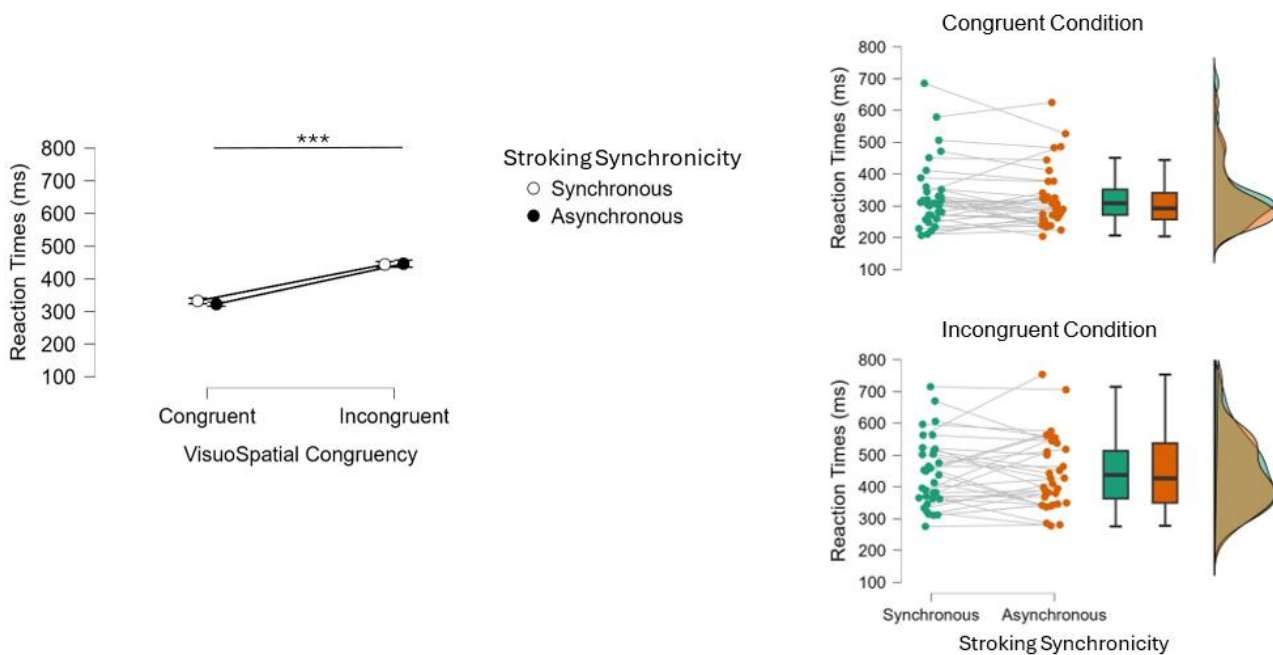 ***
800
700
600
500
400
300
200
100
Reaction Times (ms)
Congruent
Incongruent
VisuoSpatial Congruency
Stroking Synchronicity
Synchronous
Asynchronous
Congruent Condition
800
700
600
500
400
300
200
100
Reaction Times (ms)
Incongruent Condition
800
700
600
500
400
300
200
100
Reaction Times (ms)
Synchronous
Asynchronous
Stroking Synchronicity